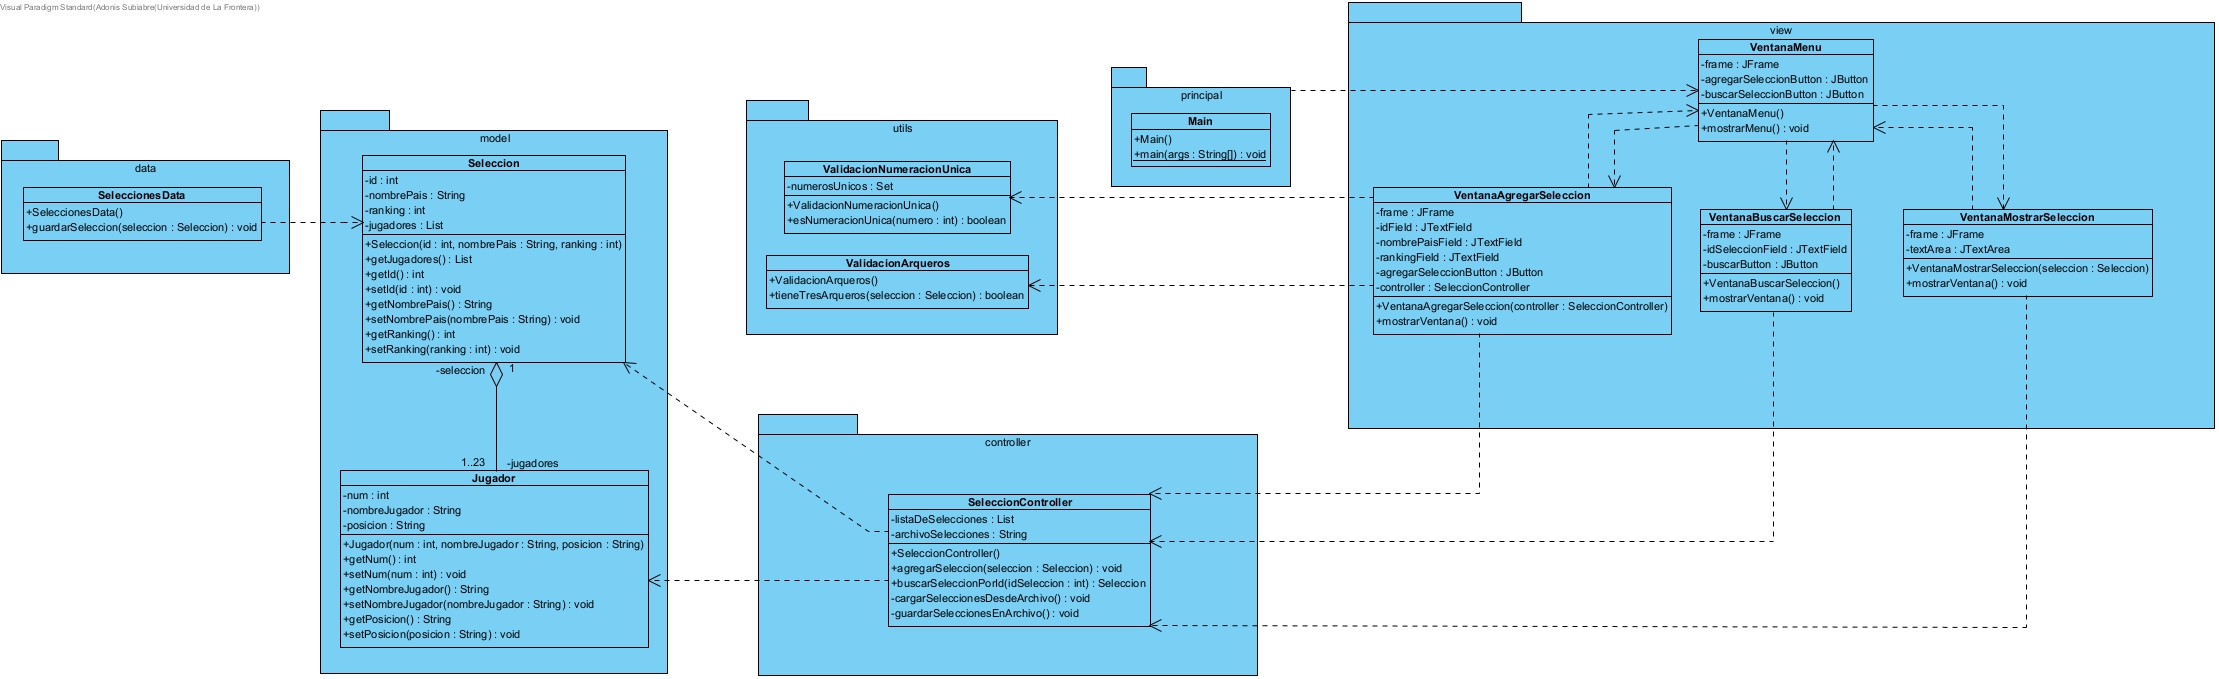 Visual Paradigm Standard(Adonis Subiabre(Universidad de La Frontera))
data
SeleccionesData
+SeleccionesData()
+guardarSeleccion(seleccion : Seleccion) : void
model
Seleccion
-id : int
-nombrePais : String
-ranking : int
-jugadores : List
+Seleccion(id : int, nombrePais : String, ranking : int)
+getJugadores() : List
+getId() : int
+setId(id : int) : void
+getNombrePais() : String
+setNombrePais(nombrePais : String) : void
+getRanking() : int
+setRanking(ranking : int) : void
-seleccion
1
1..23
-jugadores
Jugador
-num : int
-nombreJugador : String
-posicion : String
+Jugador(num : int, nombreJugador : String, posicion : String)
+getNum() : int
+setNum(num : int) : void
+getNombreJugador() : String
+setNombreJugador(nombreJugador : String) : void
+getPosicion() : String
+setPosicion(posicion : String) : void
utils
ValidacionNumeracionUnica
-numerosUnicos : Set
+ValidacionNumeracionUnica()
+esNumeracionUnica(numero : int) : boolean
ValidacionArqueros
+ValidacionArqueros()
+tieneTresArqueros(seleccion : Seleccion) : boolean
principal
Main
+Main()
+main(args : String[]) : void
controller
SeleccionController
-listaDeSelecciones : List
-archivoSelecciones : String
+SeleccionController()
+agregarSeleccion(seleccion : Seleccion) : void
+buscarSeleccionPorId(idSeleccion : int) : Seleccion
-cargarSeleccionesDesdeArchivo() : void
-guardarSeleccionesEnArchivo() : void
view
VentanaMenu
-frame : JFrame
-agregarSeleccionButton : JButton
-buscarSeleccionButton : JButton
+VentanaMenu()
+mostrarMenu() : void
VentanaAgregarSeleccion
-frame : JFrame
-idField : JTextField
-nombrePaisField : JTextField
-rankingField : JTextField
-agregarSeleccionButton : JButton
-controller : SeleccionController
+VentanaAgregarSeleccion(controller : SeleccionController)
+mostrarVentana() : void
VentanaBuscarSeleccion
-frame : JFrame
-idSeleccionField : JTextField
-buscarButton : JButton
+VentanaBuscarSeleccion()
+mostrarVentana() : void
VentanaMostrarSeleccion
-frame : JFrame
-textArea : JTextArea
+VentanaMostrarSeleccion(seleccion : Seleccion)
+mostrarVentana() : void